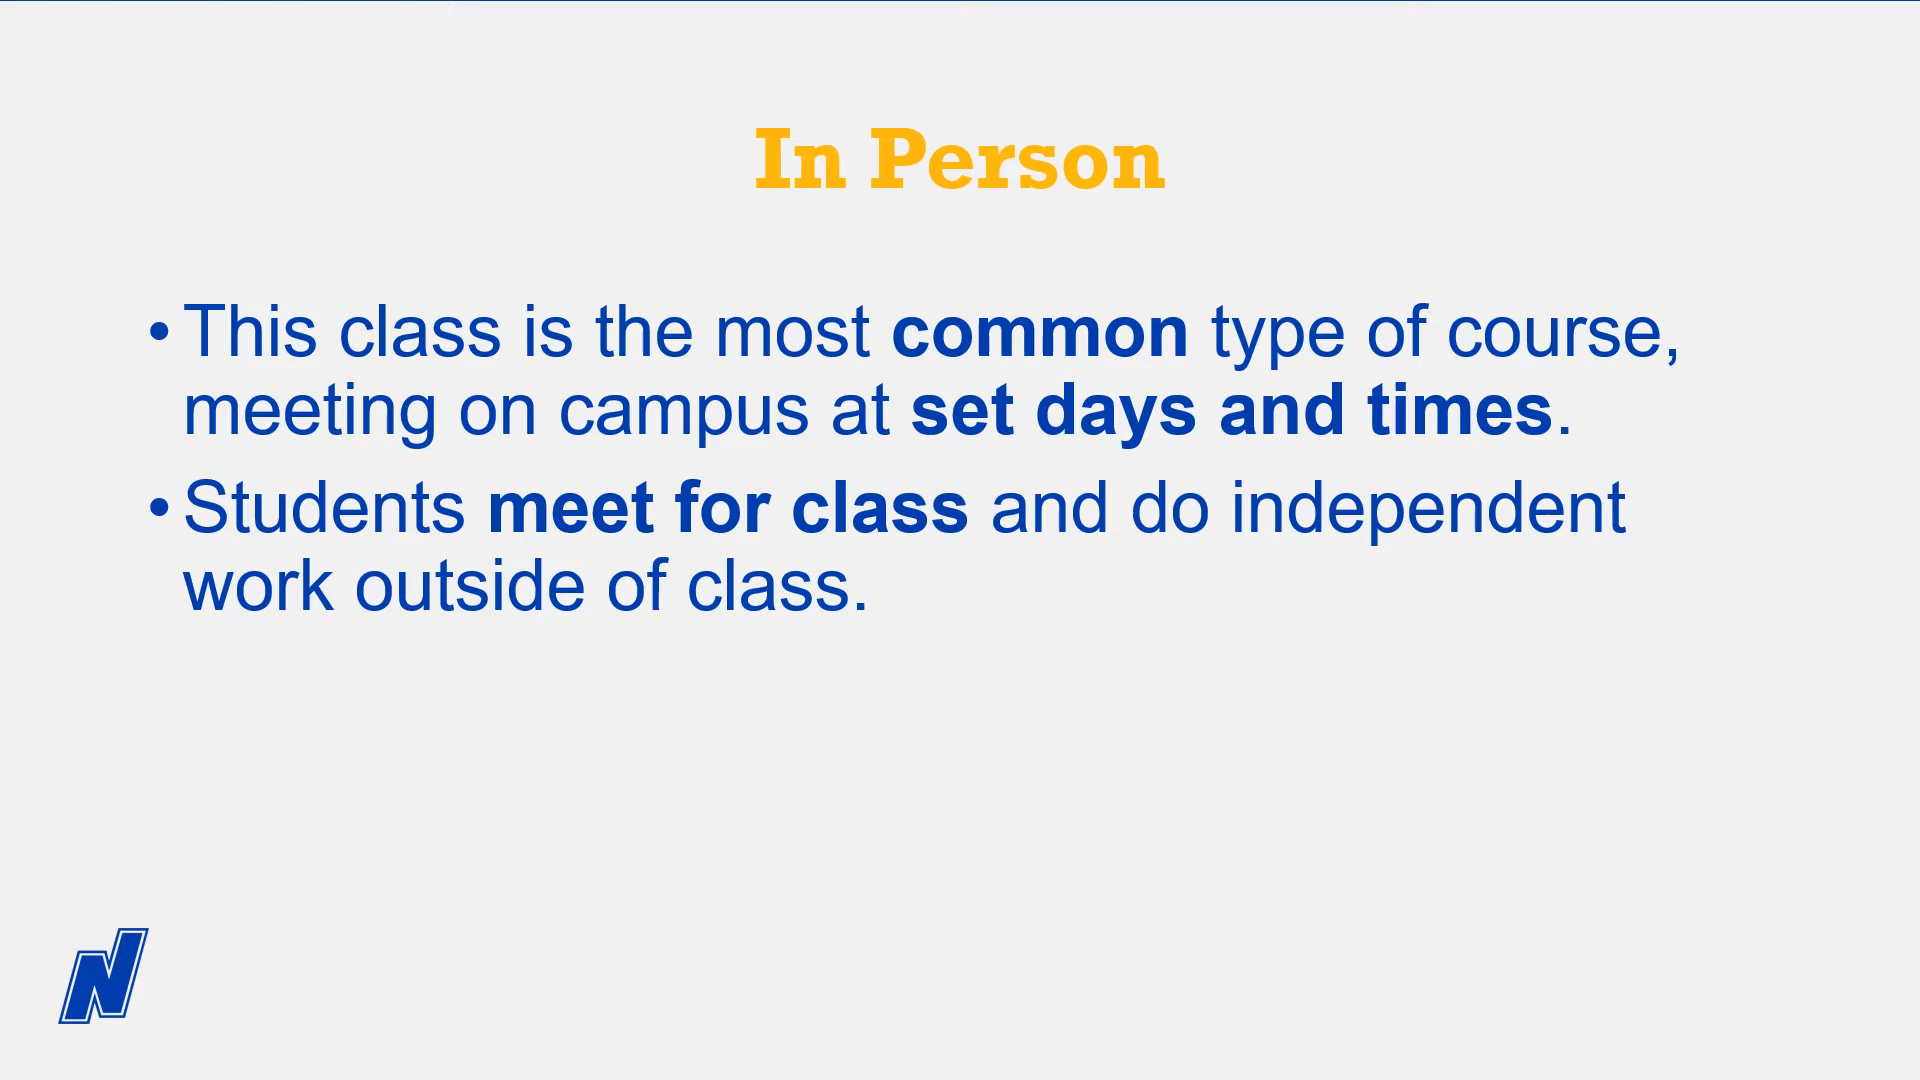 In Person
• This class is the most common type of course,
meeting on campus at set days and times.
• Students meet for class and do independent
work outside of class.
N